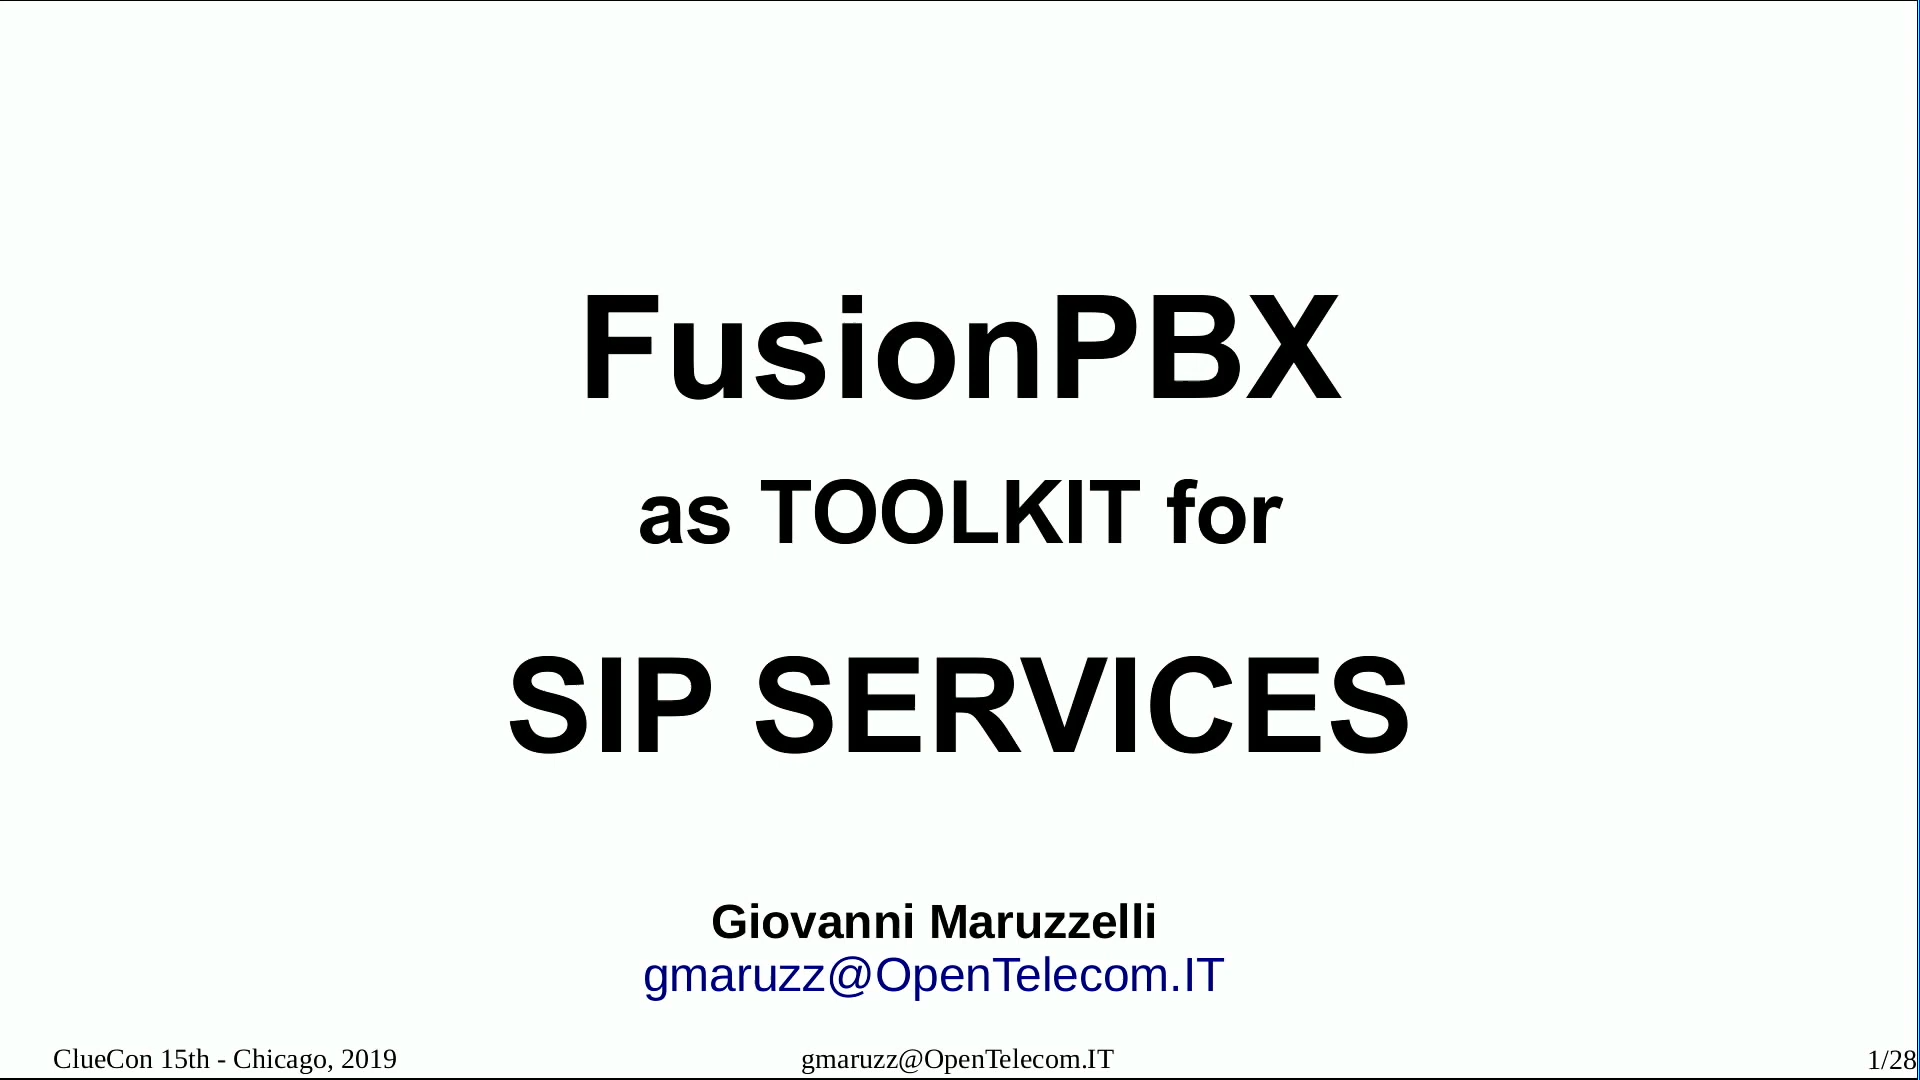 FusionPBX
as TOOLKIT for
SIP SERVICES
Giovanni Maruzzelli
gmaruzz@OpenTelecom.IT
ClueCon 15th - Chicago, 2019
gmaruzz@OpenTelecom.IT
1/28